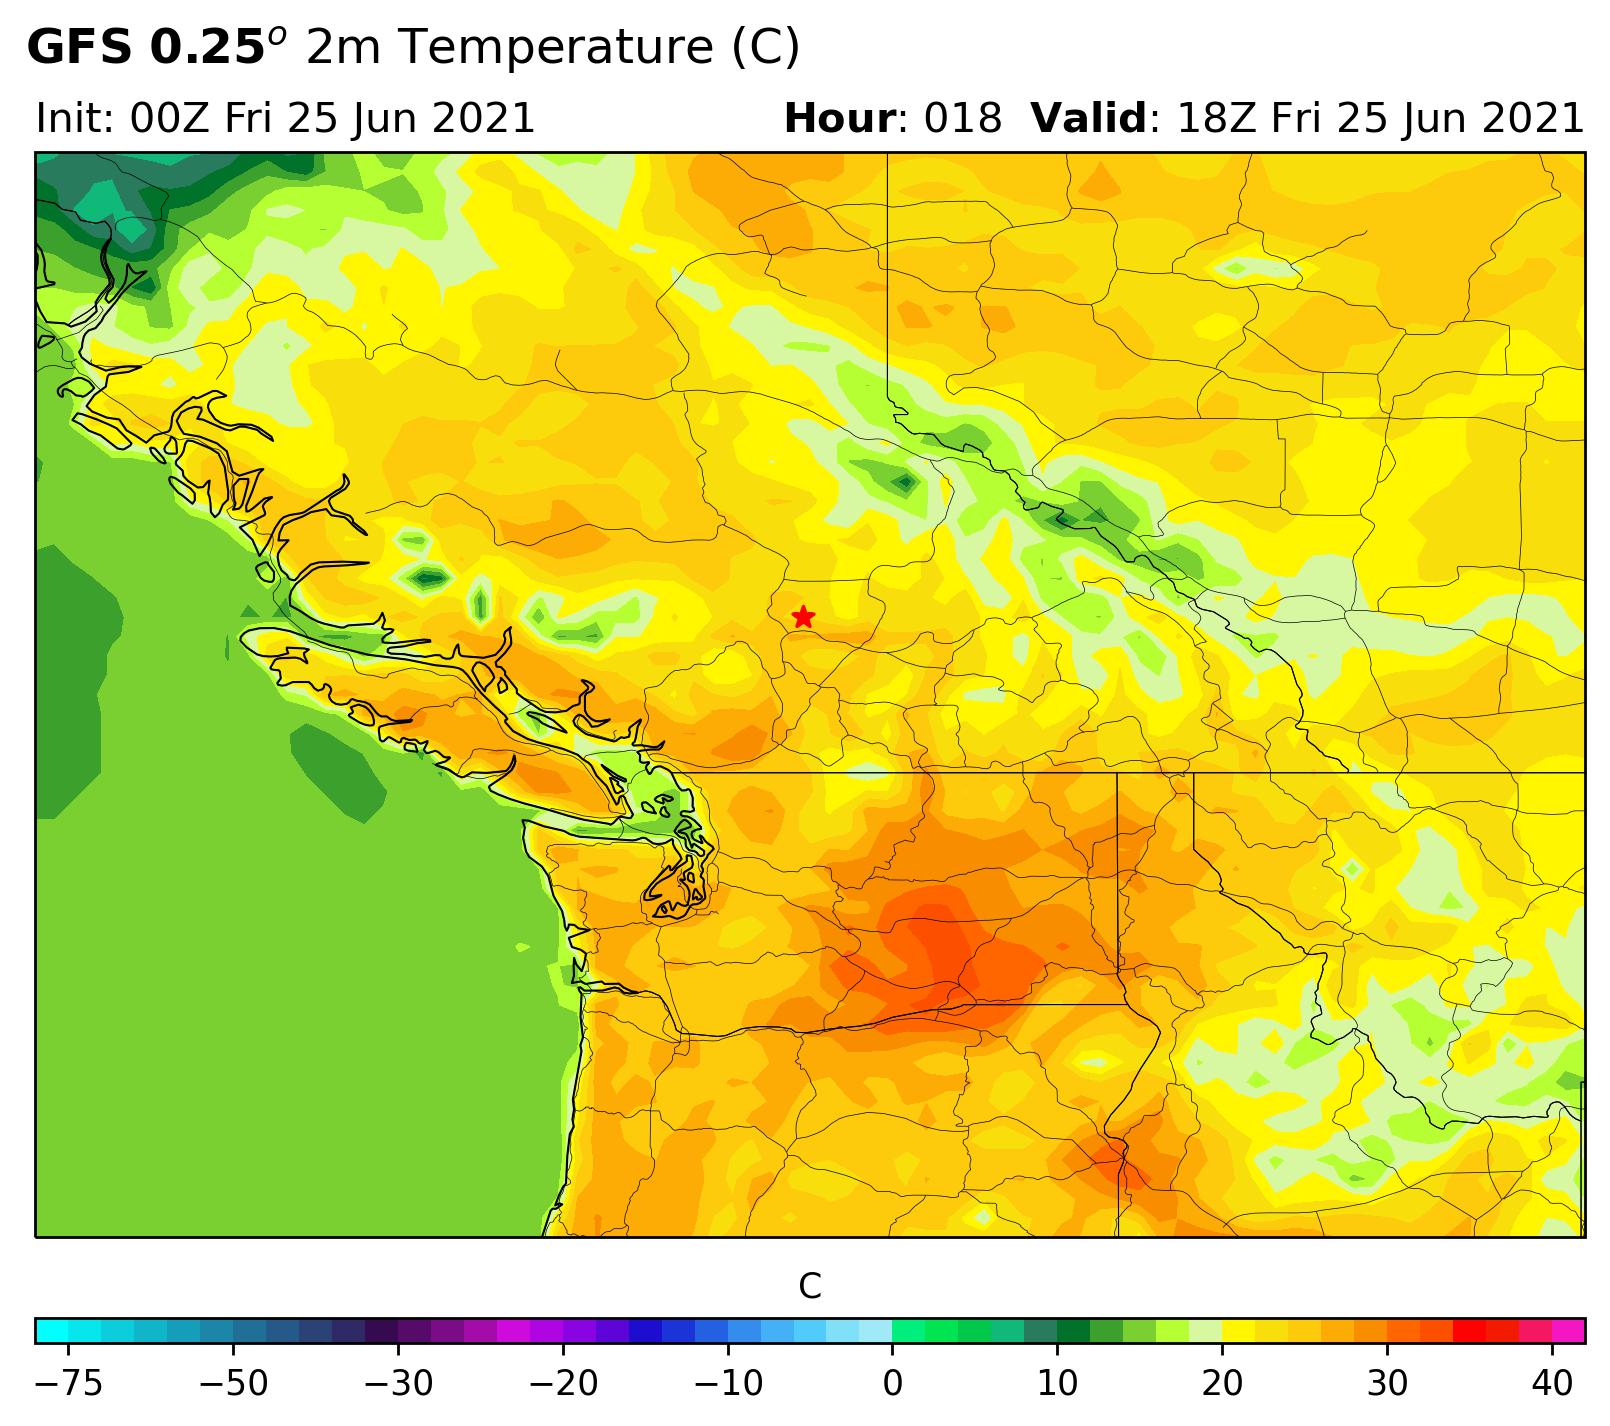 GFS 0.25° 2m Temperature (C)
Init: 00Z Fri 25 Jun 2021 Hour: 018 Valid: 18Z Fri 25 Jun 2021
C
−75 −50 −30 −20 −10 0 10 20 30 40